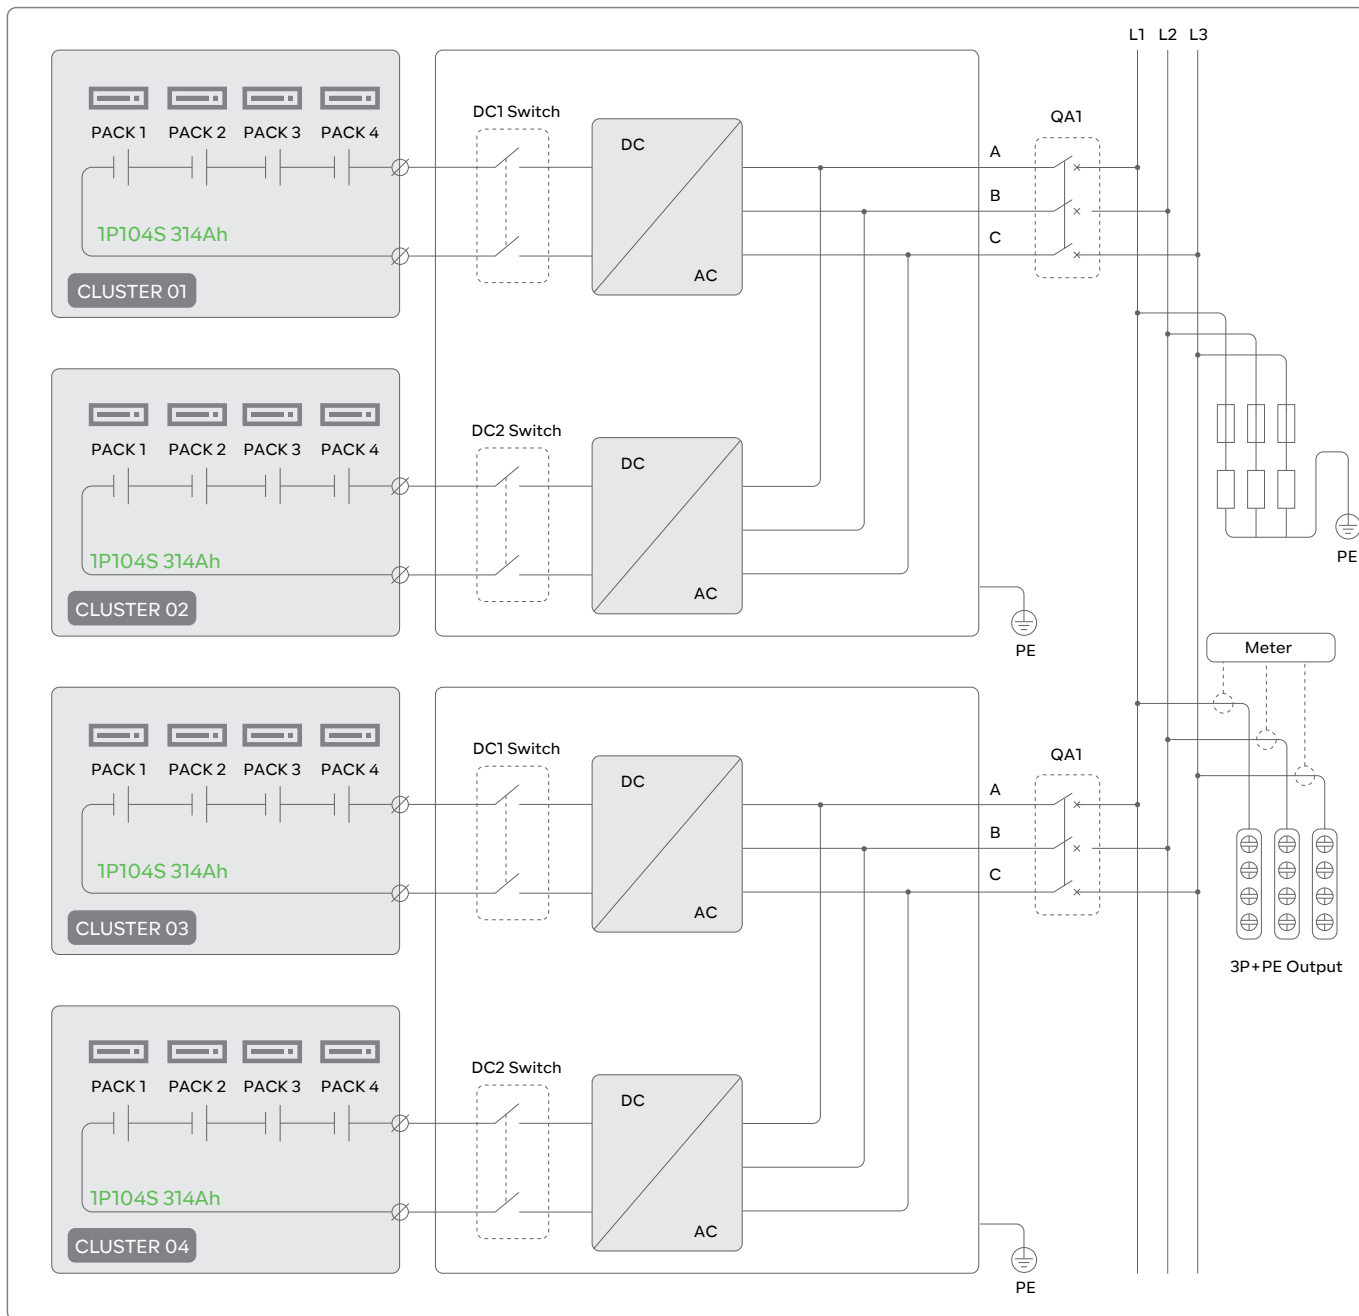 L1 L2 L3
PACK 1 PACK 2 PACK 3 PACK 4
1P104S 314Ah
CLUSTER 01
DC1 Switch
DC
AC
A
B
C
QA1
PACK 1 PACK 2 PACK 3 PACK 4
1P104S 314Ah
CLUSTER 02
DC2 Switch
DC
AC
PE
PE
Meter
PACK 1 PACK 2 PACK 3 PACK 4
1P104S 314Ah
CLUSTER 03
DC1 Switch
DC
AC
A
B
C
QA1
3P+PE Output
PACK 1 PACK 2 PACK 3 PACK 4
1P104S 314Ah
CLUSTER 04
DC2 Switch
DC
AC
PE